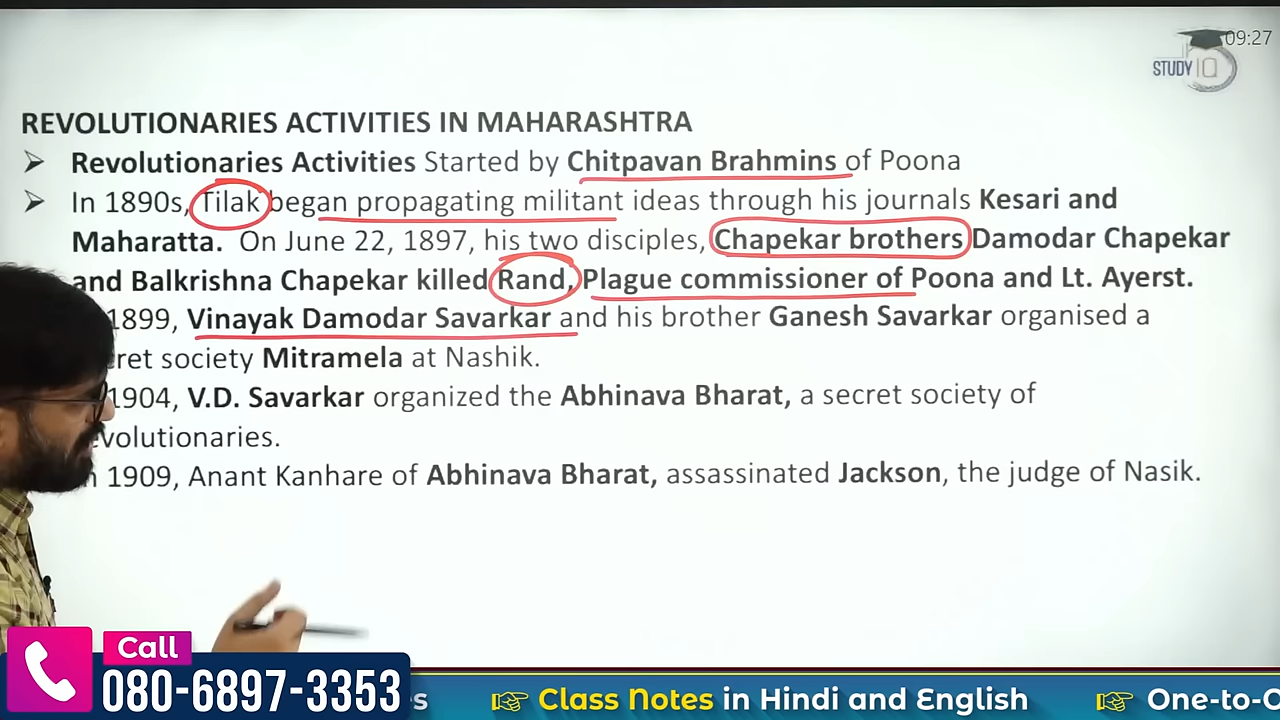 09:27
STUDY IQ
REVOLUTIONARIES ACTIVITIES IN MAHARASHTRA
Revolutionaries Activities Started by Chitpavan Brahmins of Poona
In 1890s, Tilak began propagating militant ideas through his journals Kesari and
Maharatta. On June 22, 1897, his two disciples, Chapekar brothers Damodar Chapekar
and Balkrishna Chapekar killed Rand, Plague commissioner of Poona and Lt. Ayerst.
1899, Vinayak Damodar Savarkar and his brother Ganesh Savarkar organised a
cret society Mitramela at Nashik.
1904, V.D. Savarkar organized the Abhinava Bharat, a secret society of
evolutionaries.
n 1909, Anant Kanhare of Abhinava Bharat, assassinated Jackson, the judge of Nasik.
Call
080-6897-3353
es Class Notes in Hindi and English One-to-O